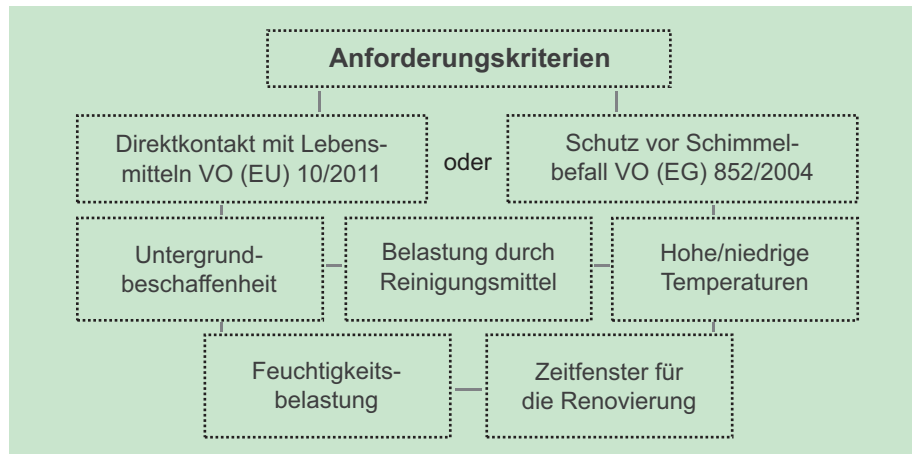 Anforderungskriterien
Direktkontakt mit Lebens-
mitteln VO (EU) 10/2011
oder
Schutz vor Schimmel-
befall VO (EG) 852/2004
Untergrund-
beschaffenheit
Belastung durch
Reinigungsmittel
Hohe/niedrige
Temperaturen
Feuchtigkeits-
belastung
Zeitfenster für
die Renovierung